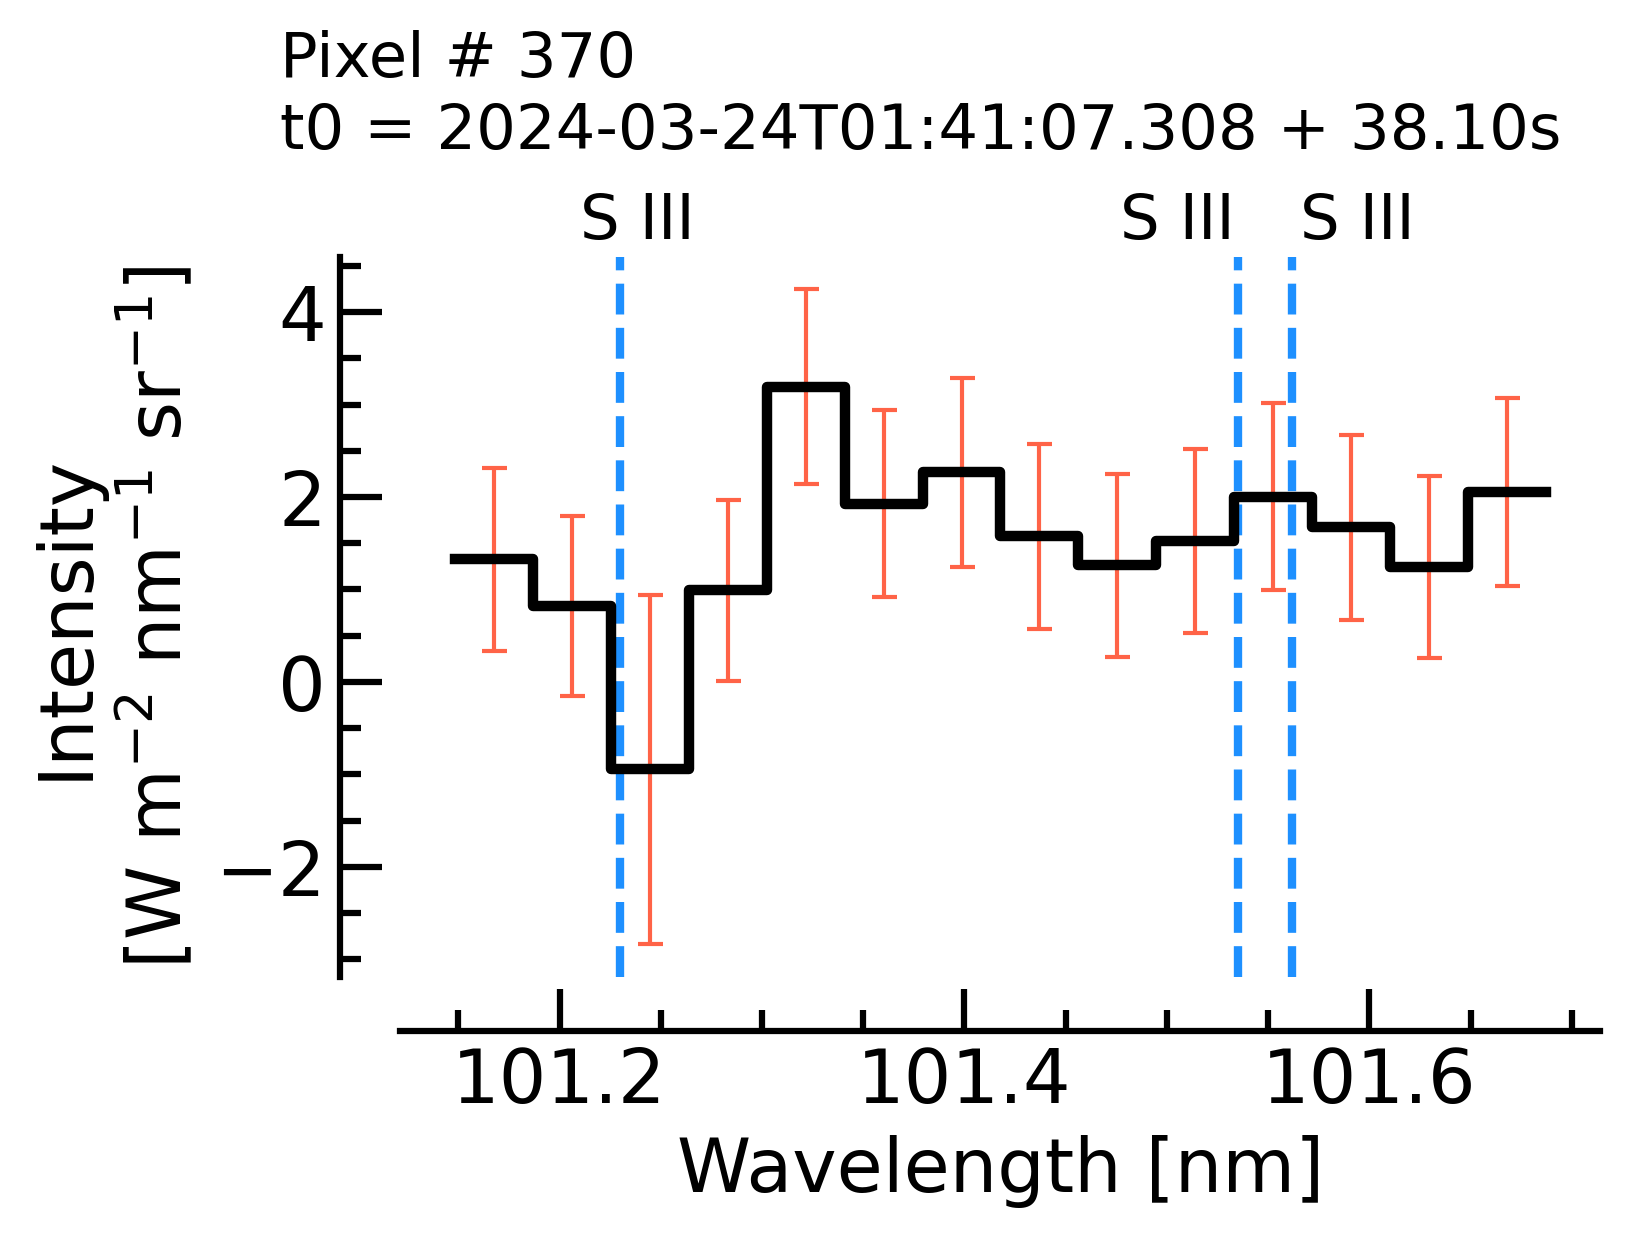 Pixel # 370
t0 = 2024-03-24T01:41:07.308 + 38.10s
S III S III S III
Intensity
[W m⁻² nm⁻¹ sr⁻¹]
4
2
0
−2
101.2 101.4 101.6
Wavelength [nm]